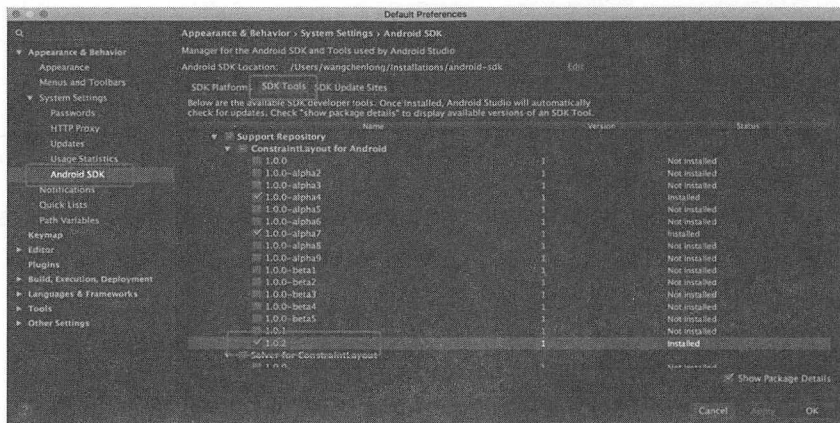 Default Preferences
Appearance & Behavior › System Settings › Android SDK
Manager for the Android SDK and Tools used by Android Studio
Android SDK Location: /Users/wangchenlong/Installations/android-sdk Edit
SDK Platforms SDK Tools SDK Update Sites
Below are the available SDK developer tools. Once installed, Android Studio will automatically
check for updates. Check "show package details" to display available versions of an SDK Tool.
Name Version Status
Support Repository
ConstraintLayout for Android
1.0.0 1 Not installed
1.0.0-alpha2 1 Not installed
1.0.0-alpha3 1 Not installed
1.0.0-alpha4 1 Installed
1.0.0-alpha5 1 Not installed
1.0.0-alpha6 1 Not installed
1.0.0-alpha7 1 Installed
1.0.0-alpha8 1 Not installed
1.0.0-alpha9 1 Not installed
1.0.0-beta1 1 Not installed
1.0.0-beta2 1 Not installed
1.0.0-beta3 1 Not installed
1.0.0-beta4 1 Not installed
1.0.0-beta5 1 Not installed
1.0.1 1 Not installed
1.0.2 1 Installed
Solver for ConstraintLayout
Show Package Details
Appearance & Behavior
Appearance
Menus and Toolbars
System Settings
Passwords
HTTP Proxy
Updates
Usage Statistics
Android SDK
Notifications
Quick Lists
Path Variables
Keymap
Editor
Plugins
Build, Execution, Deployment
Languages & Frameworks
Tools
Other Settings
Cancel Apply OK